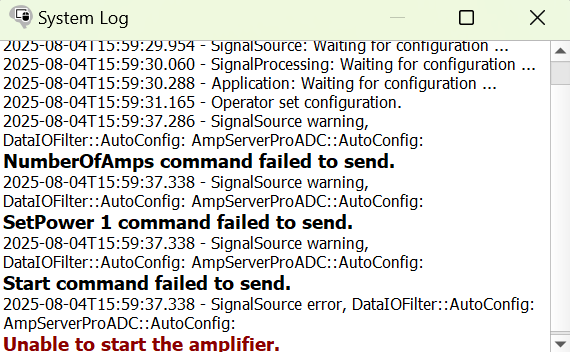 System Log
2025-08-04T15:59:29.954 - SignalSource: Waiting for configuration ...
2025-08-04T15:59:30.060 - SignalProcessing: Waiting for configuration ...
2025-08-04T15:59:30.288 - Application: Waiting for configuration ...
2025-08-04T15:59:31.165 - Operator set configuration.
2025-08-04T15:59:37.286 - SignalSource warning,
DataIOFilter::AutoConfig: AmpServerProADC::AutoConfig:
NumberOfAmps command failed to send.
2025-08-04T15:59:37.338 - SignalSource warning,
DataIOFilter::AutoConfig: AmpServerProADC::AutoConfig:
SetPower 1 command failed to send.
2025-08-04T15:59:37.338 - SignalSource warning,
DataIOFilter::AutoConfig: AmpServerProADC::AutoConfig:
Start command failed to send.
2025-08-04T15:59:37.338 - SignalSource error, DataIOFilter::AutoConfig:
AmpServerProADC::AutoConfig:
Unable to start the amplifier.